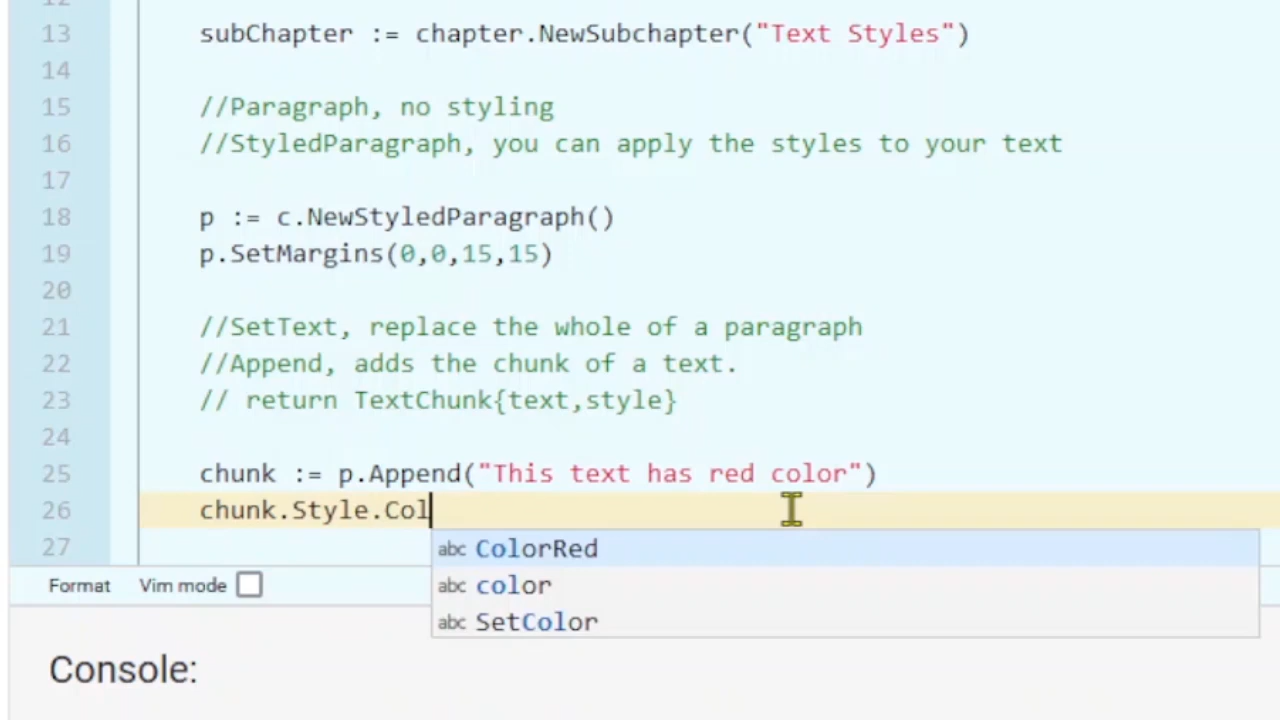 12
13 subChapter := chapter.NewSubchapter("Text Styles")
14
15 //Paragraph, no styling
16 //StyledParagraph, you can apply the styles to your text
17
18 p := c.NewStyledParagraph()
19 p.SetMargins(0,0,15,15)
20
21 //SetText, replace the whole of a paragraph
22 //Append, adds the chunk of a text.
23 // return TextChunk{text,style}
24
25 chunk := p.Append("This text has red color")
26 chunk.Style.Col
27
abc ColorRed
abc color
abc SetColor
Format Vim mode
Console: